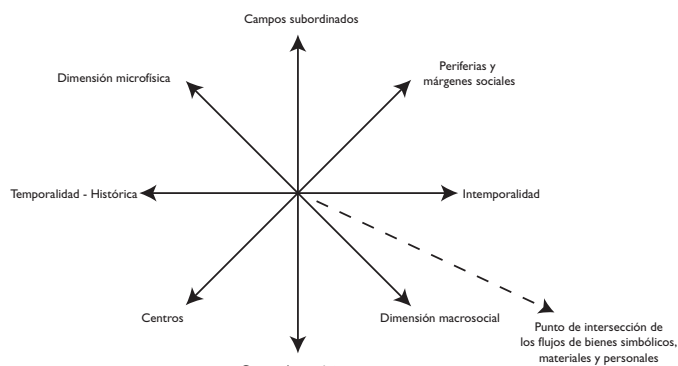 Campos subordinados
Periferias y
márgenes sociales
Dimensión microfísica
Temporalidad - Histórica
Intemporalidad
Centros
Dimensión macrosocial
Punto de intersección de
los flujos de bienes simbólicos,
materiales y personales